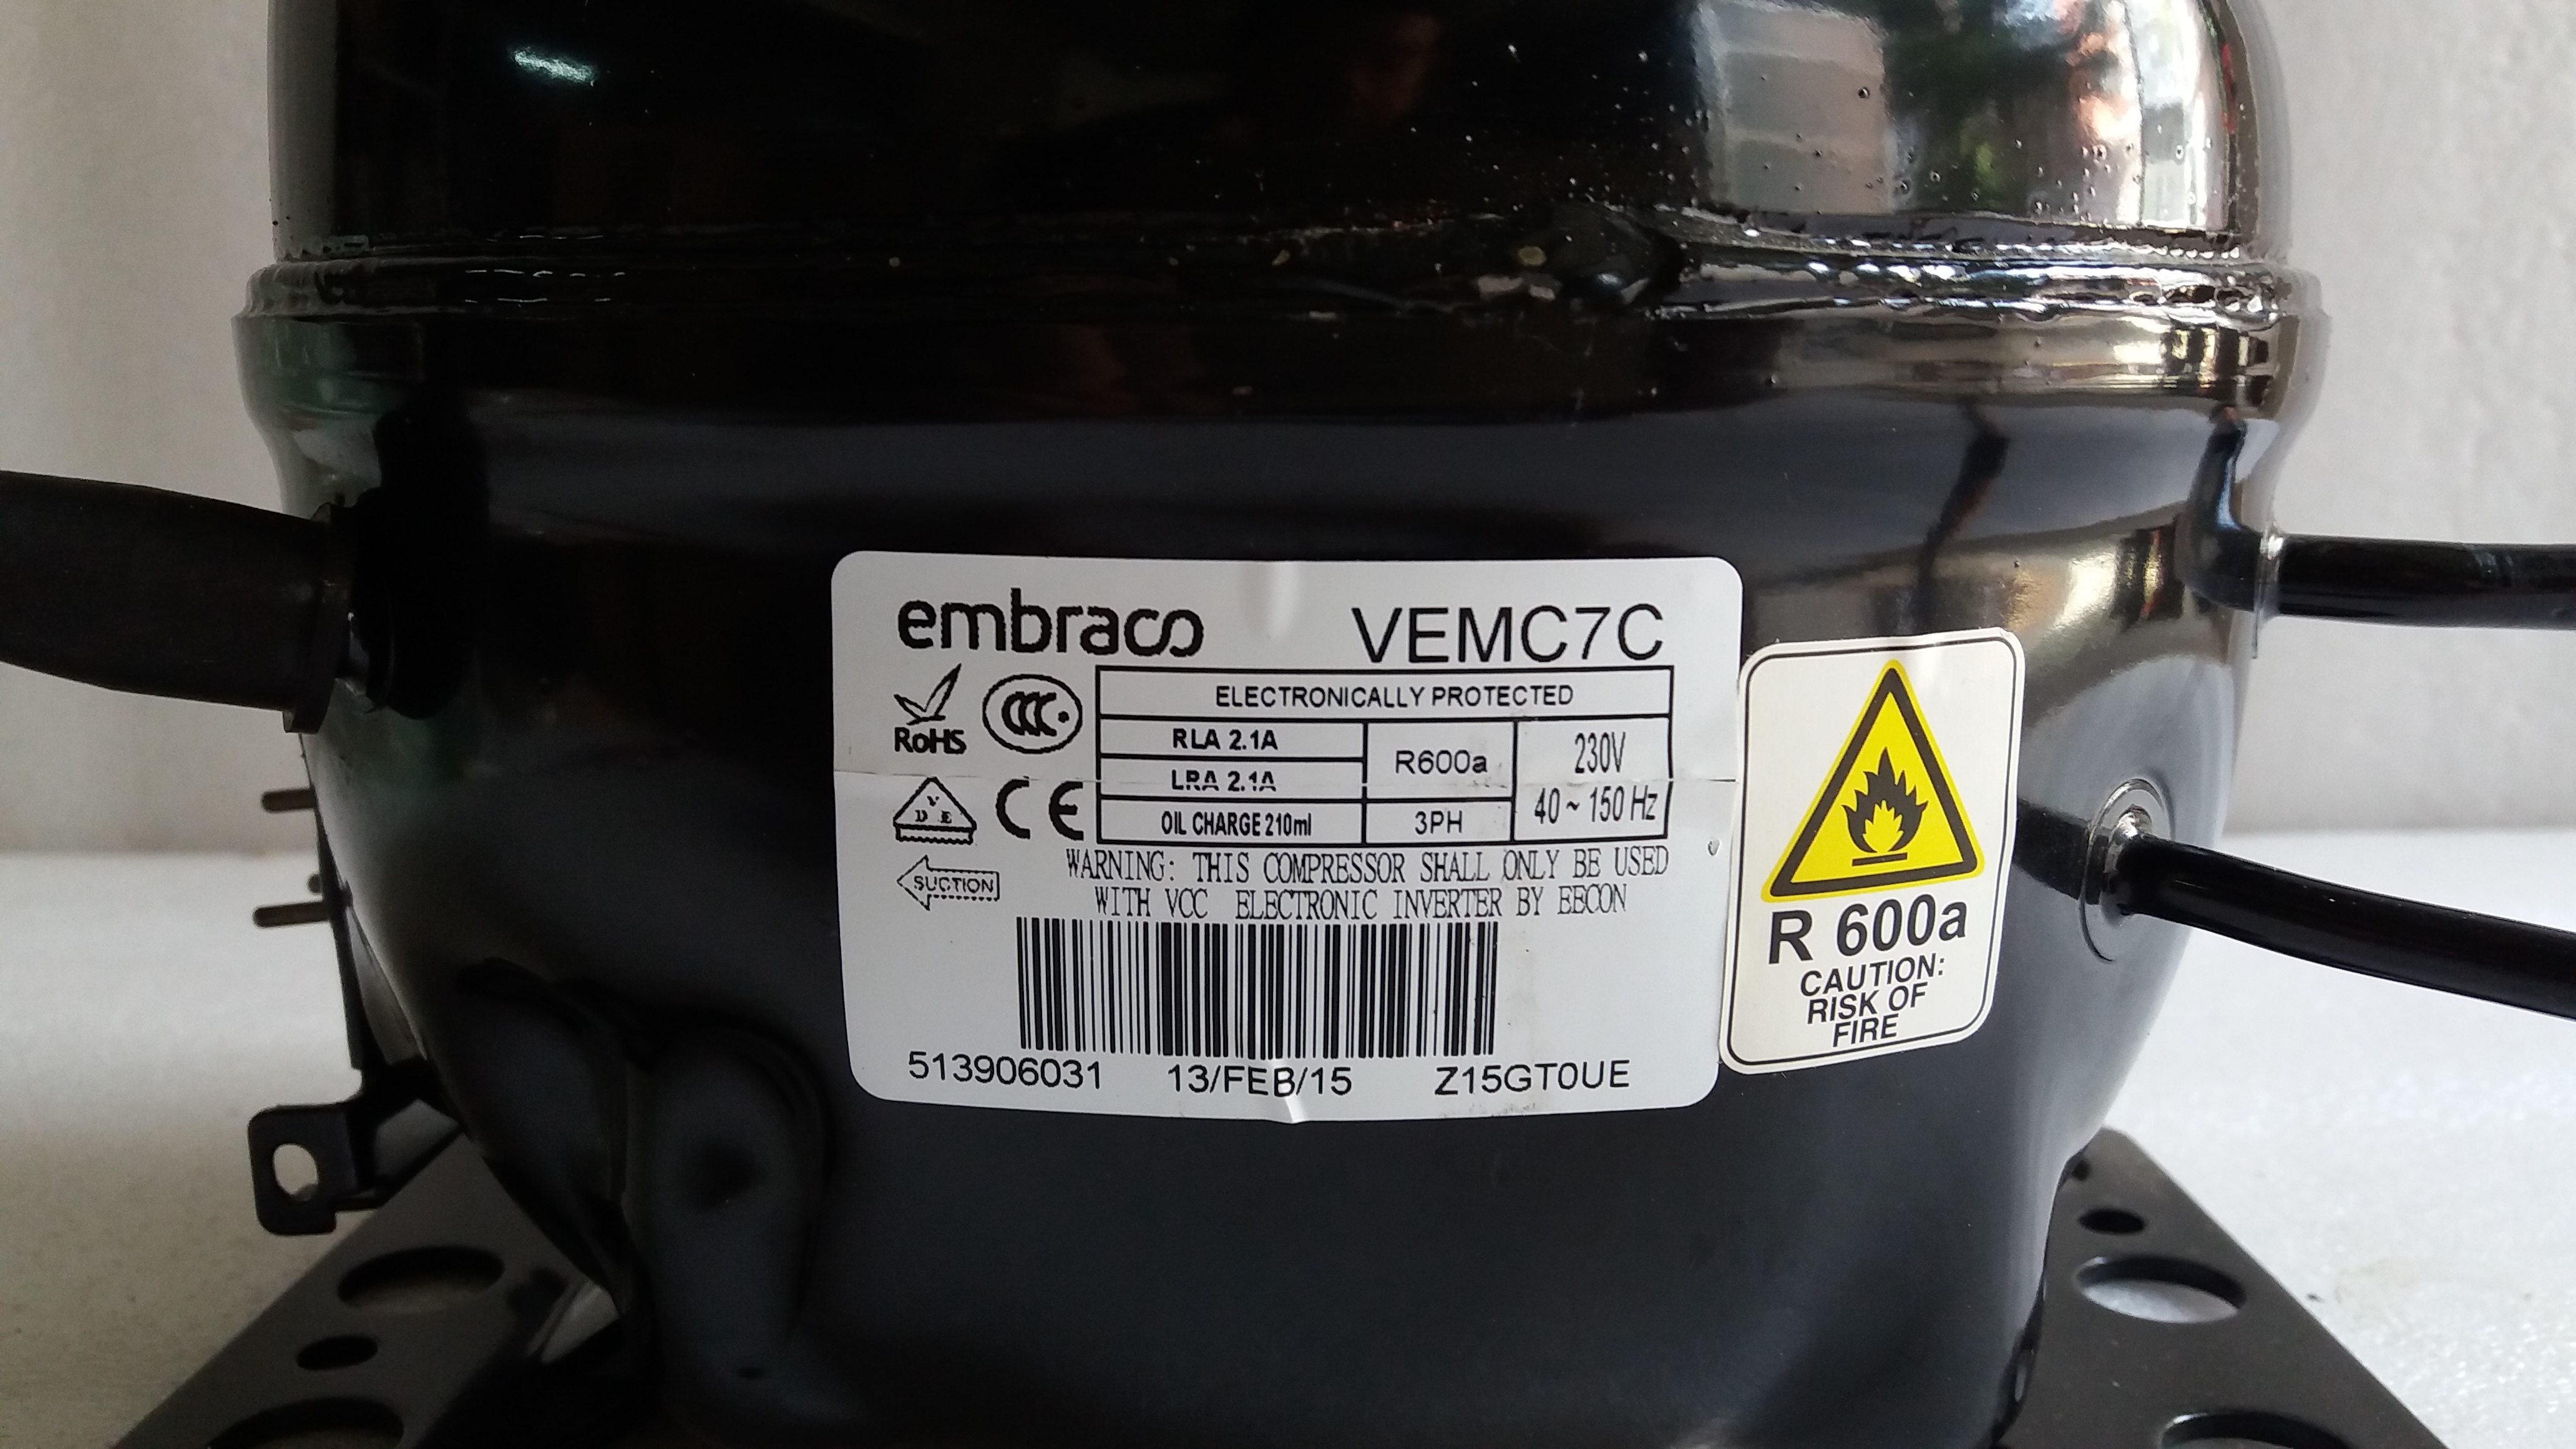 embraco VEMC7C
RoHS
CCC
ELECTRONICALLY PROTECTED
RLA 2.1A
LRA 2.1A
R600a
230V
40 ~ 150 Hz
V
D E
CE
OIL CHARGE 210ml
3PH
SUCTION
WARNING: THIS COMPRESSOR SHALL ONLY BE USED
WITH VCC ELECTRONIC INVERTER BY EECON
513906031 13/FEB/15 Z15GT0UE
R 600a
CAUTION:
RISK OF
FIRE